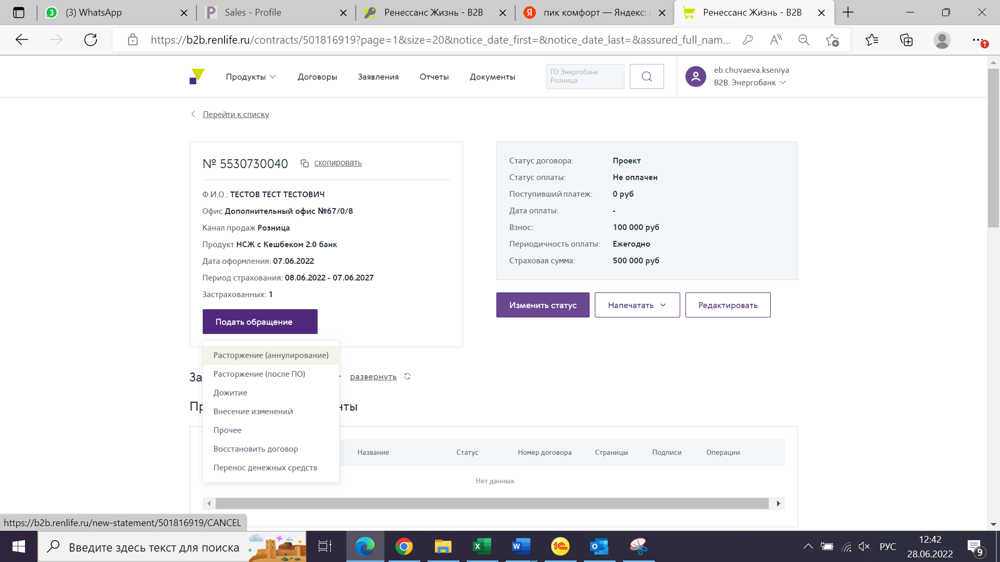 (3) WhatsApp
Sales - Profile
Ренессанс Жизнь - B2B
пик комфорт — Яндекс:
Ренессанс Жизнь - B2B
https://b2b.renlife.ru/contracts/501816919?page=1&size=20&notice_date_first=&notice_date_last=&assured_full_nam...
Продукты
Договоры
Заявления
Отчеты
Документы
ГО Энергобанк
Розница
eb.chuvaeva.kseniya
B2B. Энергобанк
Перейти к списку
№ 5530730040
скопировать
Ф.И.О.: ТЕСТОВ ТЕСТ ТЕСТОВИЧ
Офис Дополнительный офис №67/0/8
Канал продаж Розница
Продукт НСЖ с Кешбеком 2.0 банк
Дата оформления: 07.06.2022
Период страхования: 08.06.2022 - 07.06.2027
Застрахованных: 1
Подать обращение
Статус договора: Проект
Статус оплаты: Не оплачен
Поступивший платеж: 0 руб
Дата оплаты: -
Взнос: 100 000 руб
Периодичность оплаты: Ежегодно
Страховая сумма: 500 000 руб
Изменить статус
Напечатать
Редактировать
Расторжение (аннулирование)
Расторжение (после ПО)
Дожитие
Внесение изменений
Прочее
Восстановить договор
Перенос денежных средств
За
развернуть
Пр
нты
Название
Статус
Номер договора
Страницы
Подписи
Операции
Нет данных
https://b2b.renlife.ru/new-statement/501816919/CANCEL
Введите здесь текст для поиска
РУС
12:42
28.06.2022
9